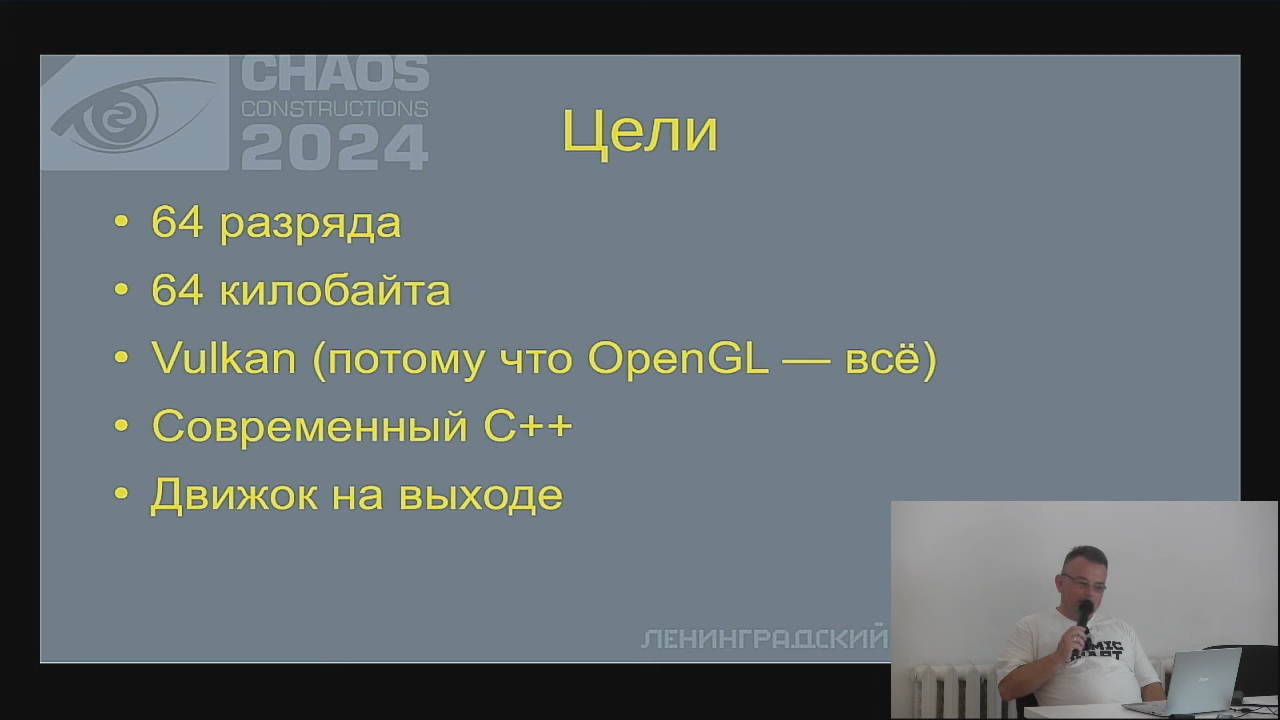 CHAOS
CONSTRUCTIONS
2024
Цели
• 64 разряда
• 64 килобайта
• Vulkan (потому что OpenGL — всё)
• Современный C++
• Движок на выходе
ЛЕНИНГРАДСКИЙ